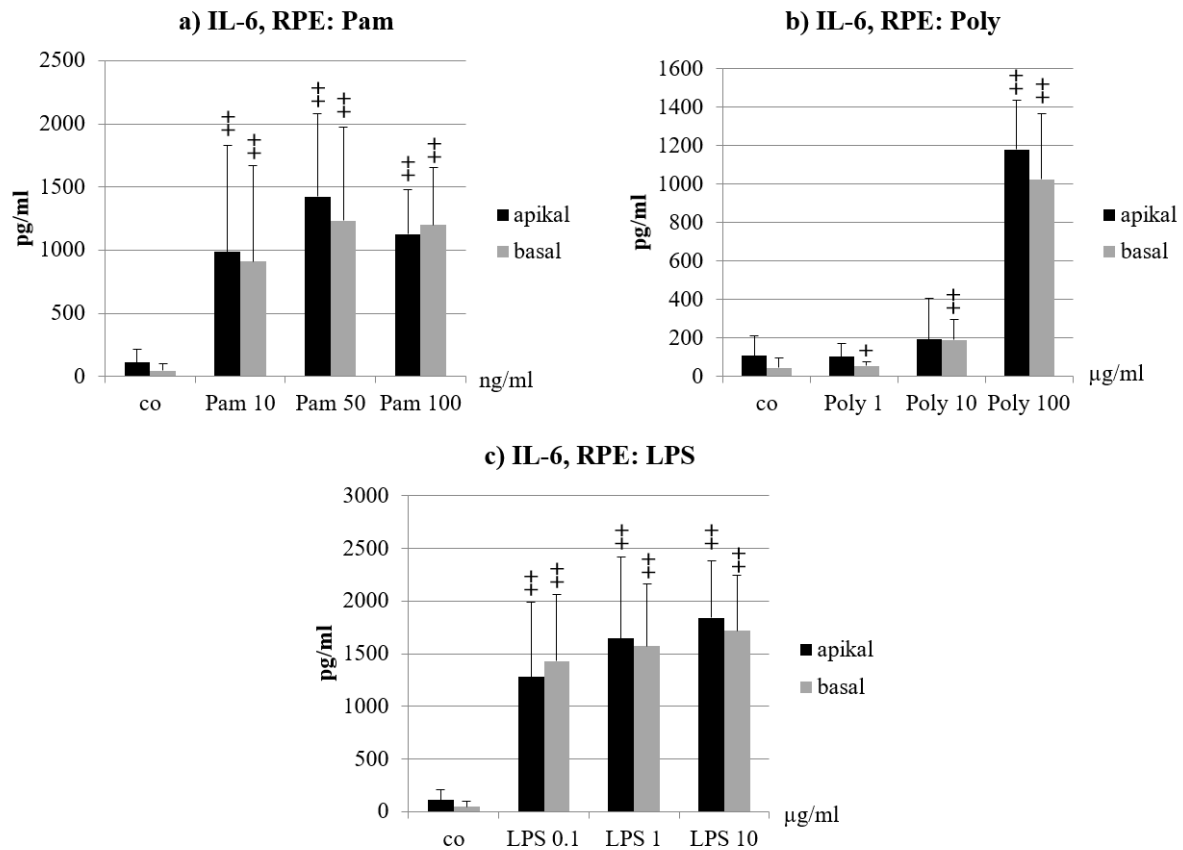 a) IL-6, RPE: Pam
2500
2000
1500
1000
500
0
pg/ml
+ +
+ +
+ +
+ +
+ +
+ +
co Pam 10 Pam 50 Pam 100
ng/ml
apikal
basal
b) IL-6, RPE: Poly
1600
1400
1200
1000
800
600
400
200
0
pg/ml
+
+ +
+ +
+ +
co Poly 1 Poly 10 Poly 100
µg/ml
apikal
basal
c) IL-6, RPE: LPS
3000
2500
2000
1500
1000
500
0
pg/ml
+ +
+ +
+ +
+ +
+ +
+ +
co LPS 0.1 LPS 1 LPS 10
µg/ml
apikal
basal